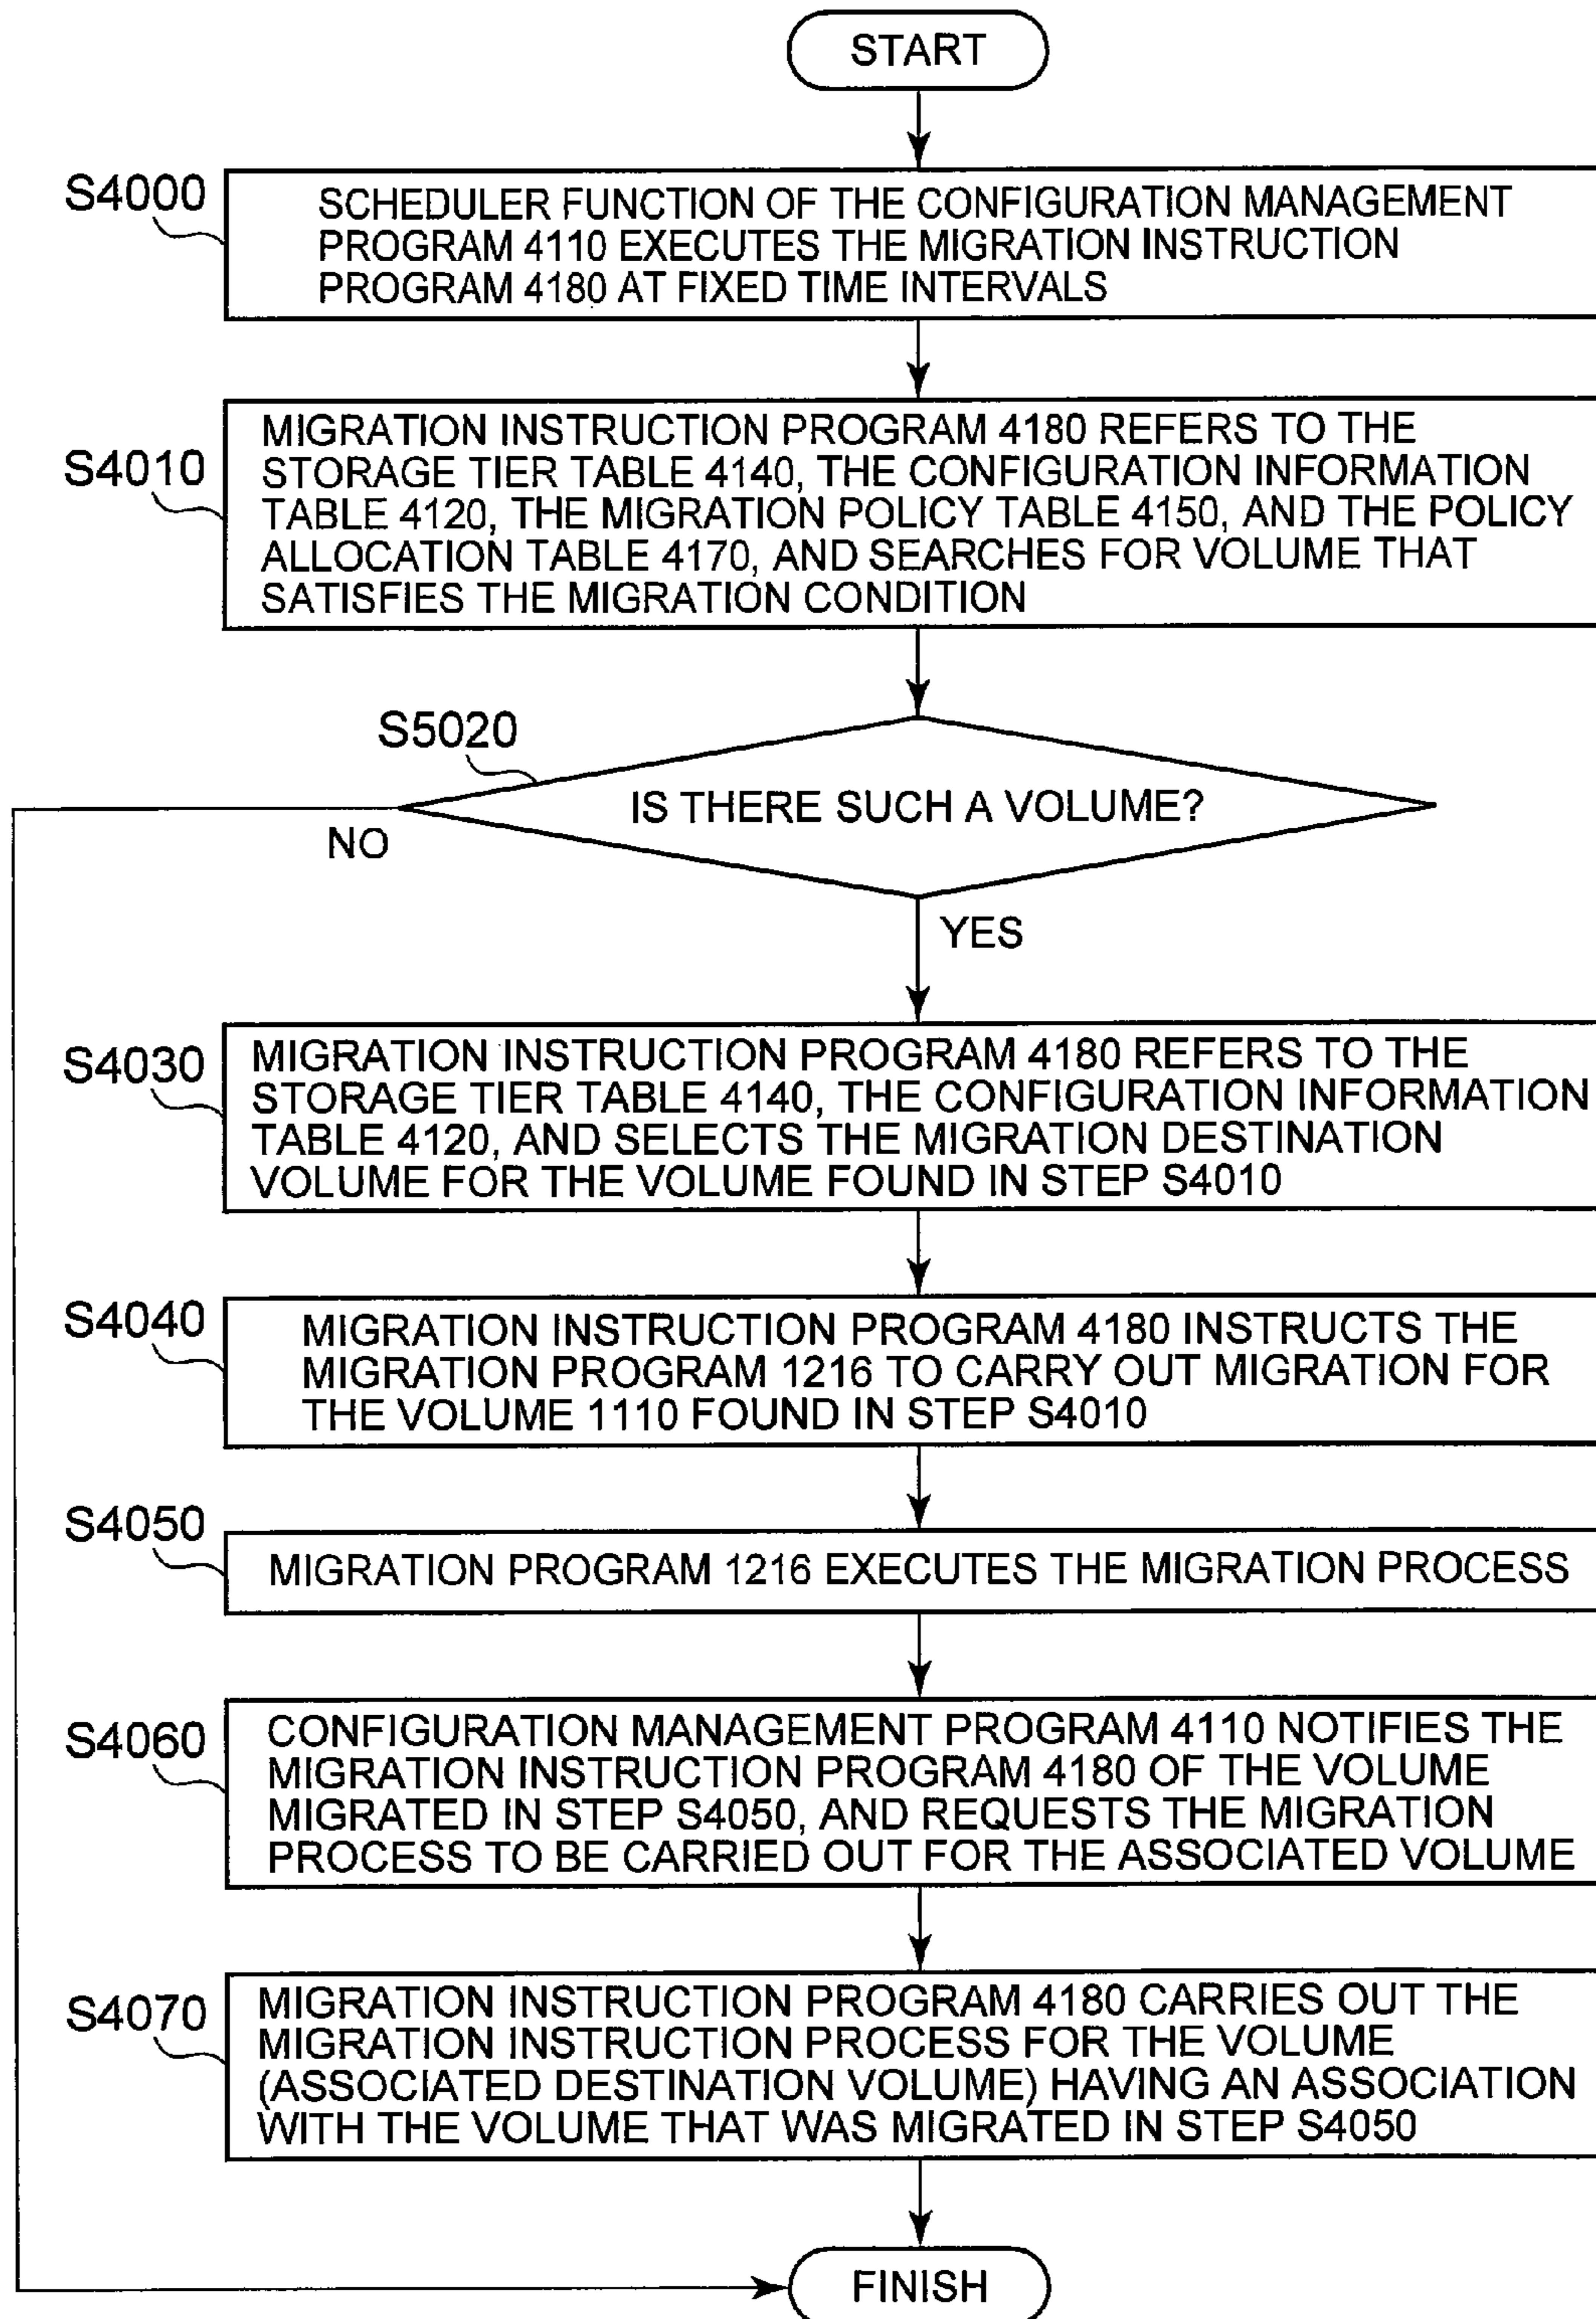 START
S4000
SCHEDULER FUNCTION OF THE CONFIGURATION MANAGEMENT
PROGRAM 4110 EXECUTES THE MIGRATION INSTRUCTION
PROGRAM 4180 AT FIXED TIME INTERVALS
S4010
MIGRATION INSTRUCTION PROGRAM 4180 REFERS TO THE
STORAGE TIER TABLE 4140, THE CONFIGURATION INFORMATION
TABLE 4120, THE MIGRATION POLICY TABLE 4150, AND THE POLICY
ALLOCATION TABLE 4170, AND SEARCHES FOR VOLUME THAT
SATISFIES THE MIGRATION CONDITION
S5020
IS THERE SUCH A VOLUME?
NO
YES
S4030
MIGRATION INSTRUCTION PROGRAM 4180 REFERS TO THE
STORAGE TIER TABLE 4140, THE CONFIGURATION INFORMATION
TABLE 4120, AND SELECTS THE MIGRATION DESTINATION
VOLUME FOR THE VOLUME FOUND IN STEP S4010
S4040
MIGRATION INSTRUCTION PROGRAM 4180 INSTRUCTS THE
MIGRATION PROGRAM 1216 TO CARRY OUT MIGRATION FOR
THE VOLUME 1110 FOUND IN STEP S4010
S4050
MIGRATION PROGRAM 1216 EXECUTES THE MIGRATION PROCESS
S4060
CONFIGURATION MANAGEMENT PROGRAM 4110 NOTIFIES THE
MIGRATION INSTRUCTION PROGRAM 4180 OF THE VOLUME
MIGRATED IN STEP S4050, AND REQUESTS THE MIGRATION
PROCESS TO BE CARRIED OUT FOR THE ASSOCIATED VOLUME
S4070
MIGRATION INSTRUCTION PROGRAM 4180 CARRIES OUT THE
MIGRATION INSTRUCTION PROCESS FOR THE VOLUME
(ASSOCIATED DESTINATION VOLUME) HAVING AN ASSOCIATION
WITH THE VOLUME THAT WAS MIGRATED IN STEP S4050
FINISH